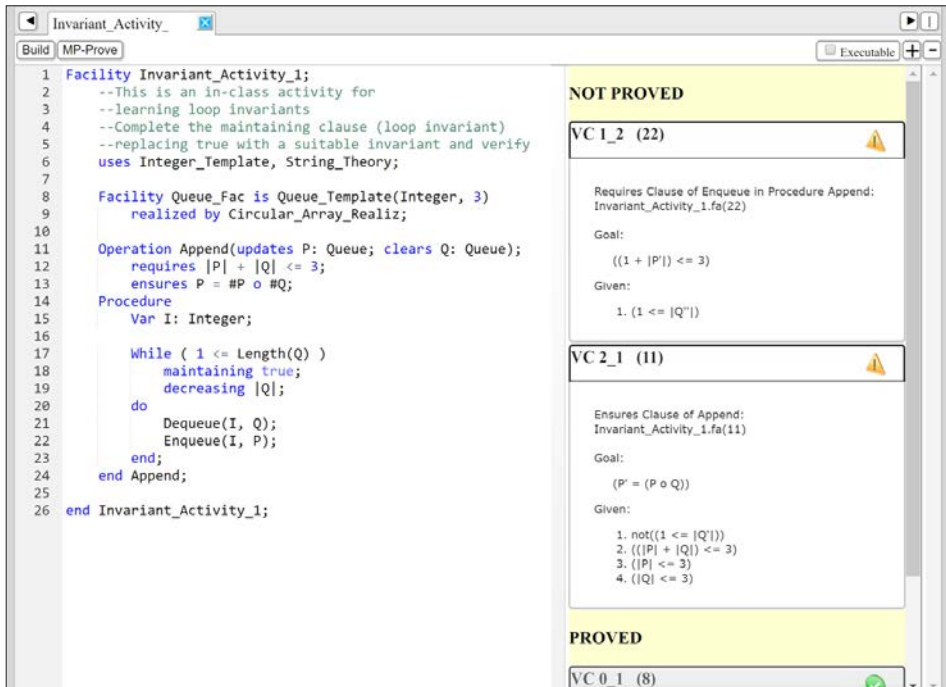 Invariant_Activity_
Build MP-Prove Executable + -
1 Facility Invariant_Activity_1;
2 --This is an in-class activity for
3 --learning loop invariants
4 --Complete the maintaining clause (loop invariant)
5 --replacing true with a suitable invariant and verify
6 uses Integer_Template, String_Theory;
7
8 Facility Queue_Fac is Queue_Template(Integer, 3)
9 realized by Circular_Array_Realiz;
10
11 Operation Append(updates P: Queue; clears Q: Queue);
12 requires |P| + |Q| <= 3;
13 ensures P = #P o #Q;
14 Procedure
15 Var I: Integer;
16
17 While ( 1 <= Length(Q) )
18 maintaining true;
19 decreasing |Q|;
20 do
21 Dequeue(I, Q);
22 Enqueue(I, P);
23 end;
24 end Append;
25
26 end Invariant_Activity_1;
NOT PROVED
VC 1_2 (22)
Requires Clause of Enqueue in Procedure Append:
Invariant_Activity_1.fa(22)
Goal:
((1 + |P'|) <= 3)
Given:
1. (1 <= |Q''|)
VC 2_1 (11)
Ensures Clause of Append:
Invariant_Activity_1.fa(11)
Goal:
(P' = (P o Q))
Given:
1. not((1 <= |Q'|))
2. ((|P| + |Q|) <= 3)
3. (|P| <= 3)
4. (|Q| <= 3)
PROVED
VC 0_1 (8)